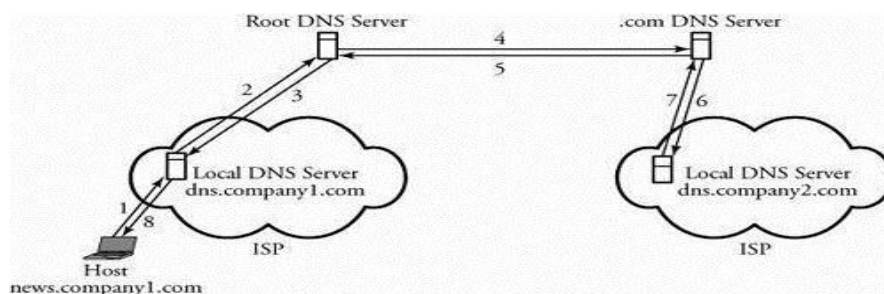 Root DNS Server
.com DNS Server
4
5
2
3
7
6
Local DNS Server
dns.company1.com
Local DNS Server
dns.company2.com
1
8
ISP
ISP
Host
news.company1.com